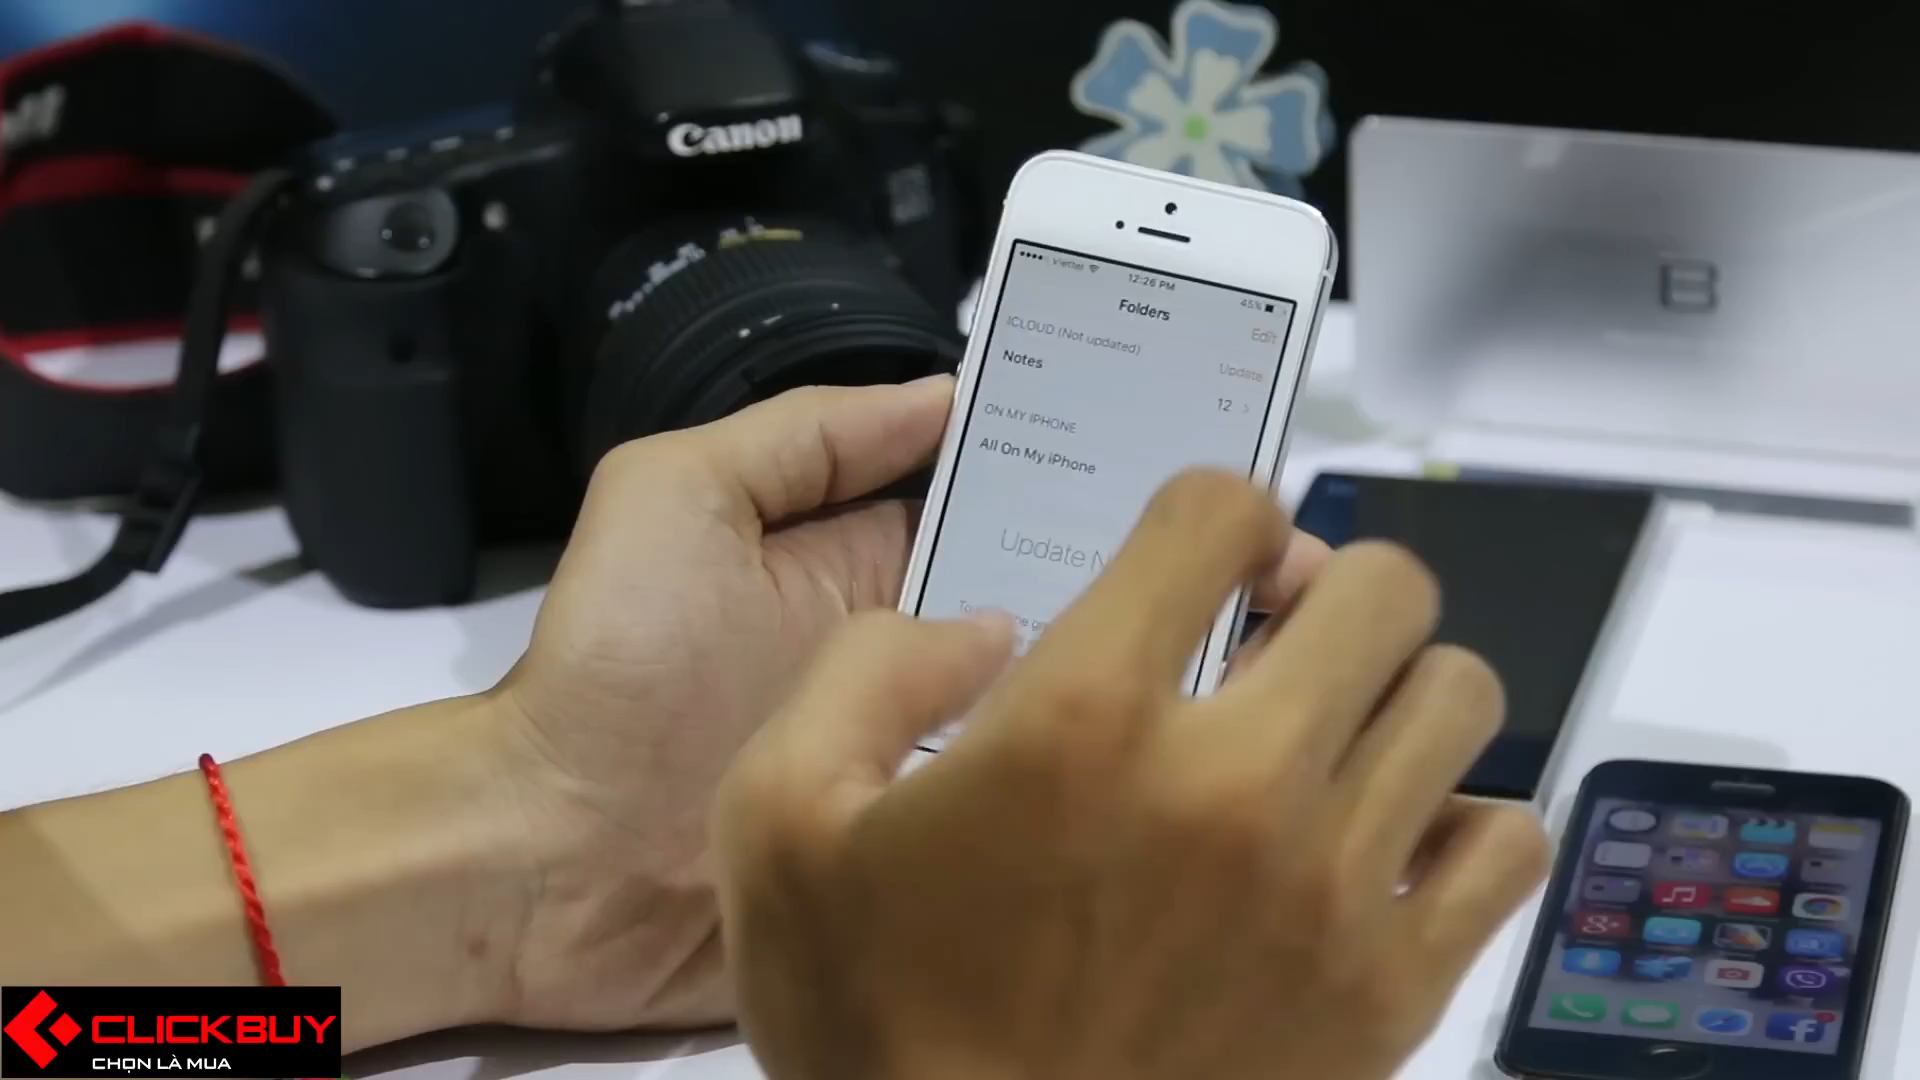 Canon
Viettel
12:26 PM
45%
Folders
Edit
ICLOUD (Not updated)
Update
Notes
12
ON MY IPHONE
All On My iPhone
Update N
To
B
CLICKBUY
CHỌN LÀ MUA